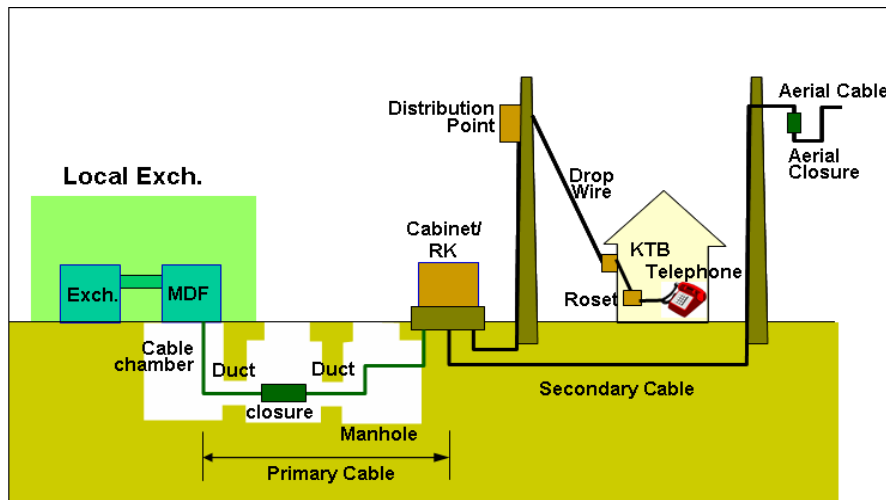 Aerial Cable
Distribution
Point
Aerial
Closure
Local Exch.
Drop
Wire
Cabinet/
RK
KTB
Telephone
Exch.
MDF
Roset
Cable
chamber
Duct
Duct
Secondary Cable
closure
Manhole
Primary Cable